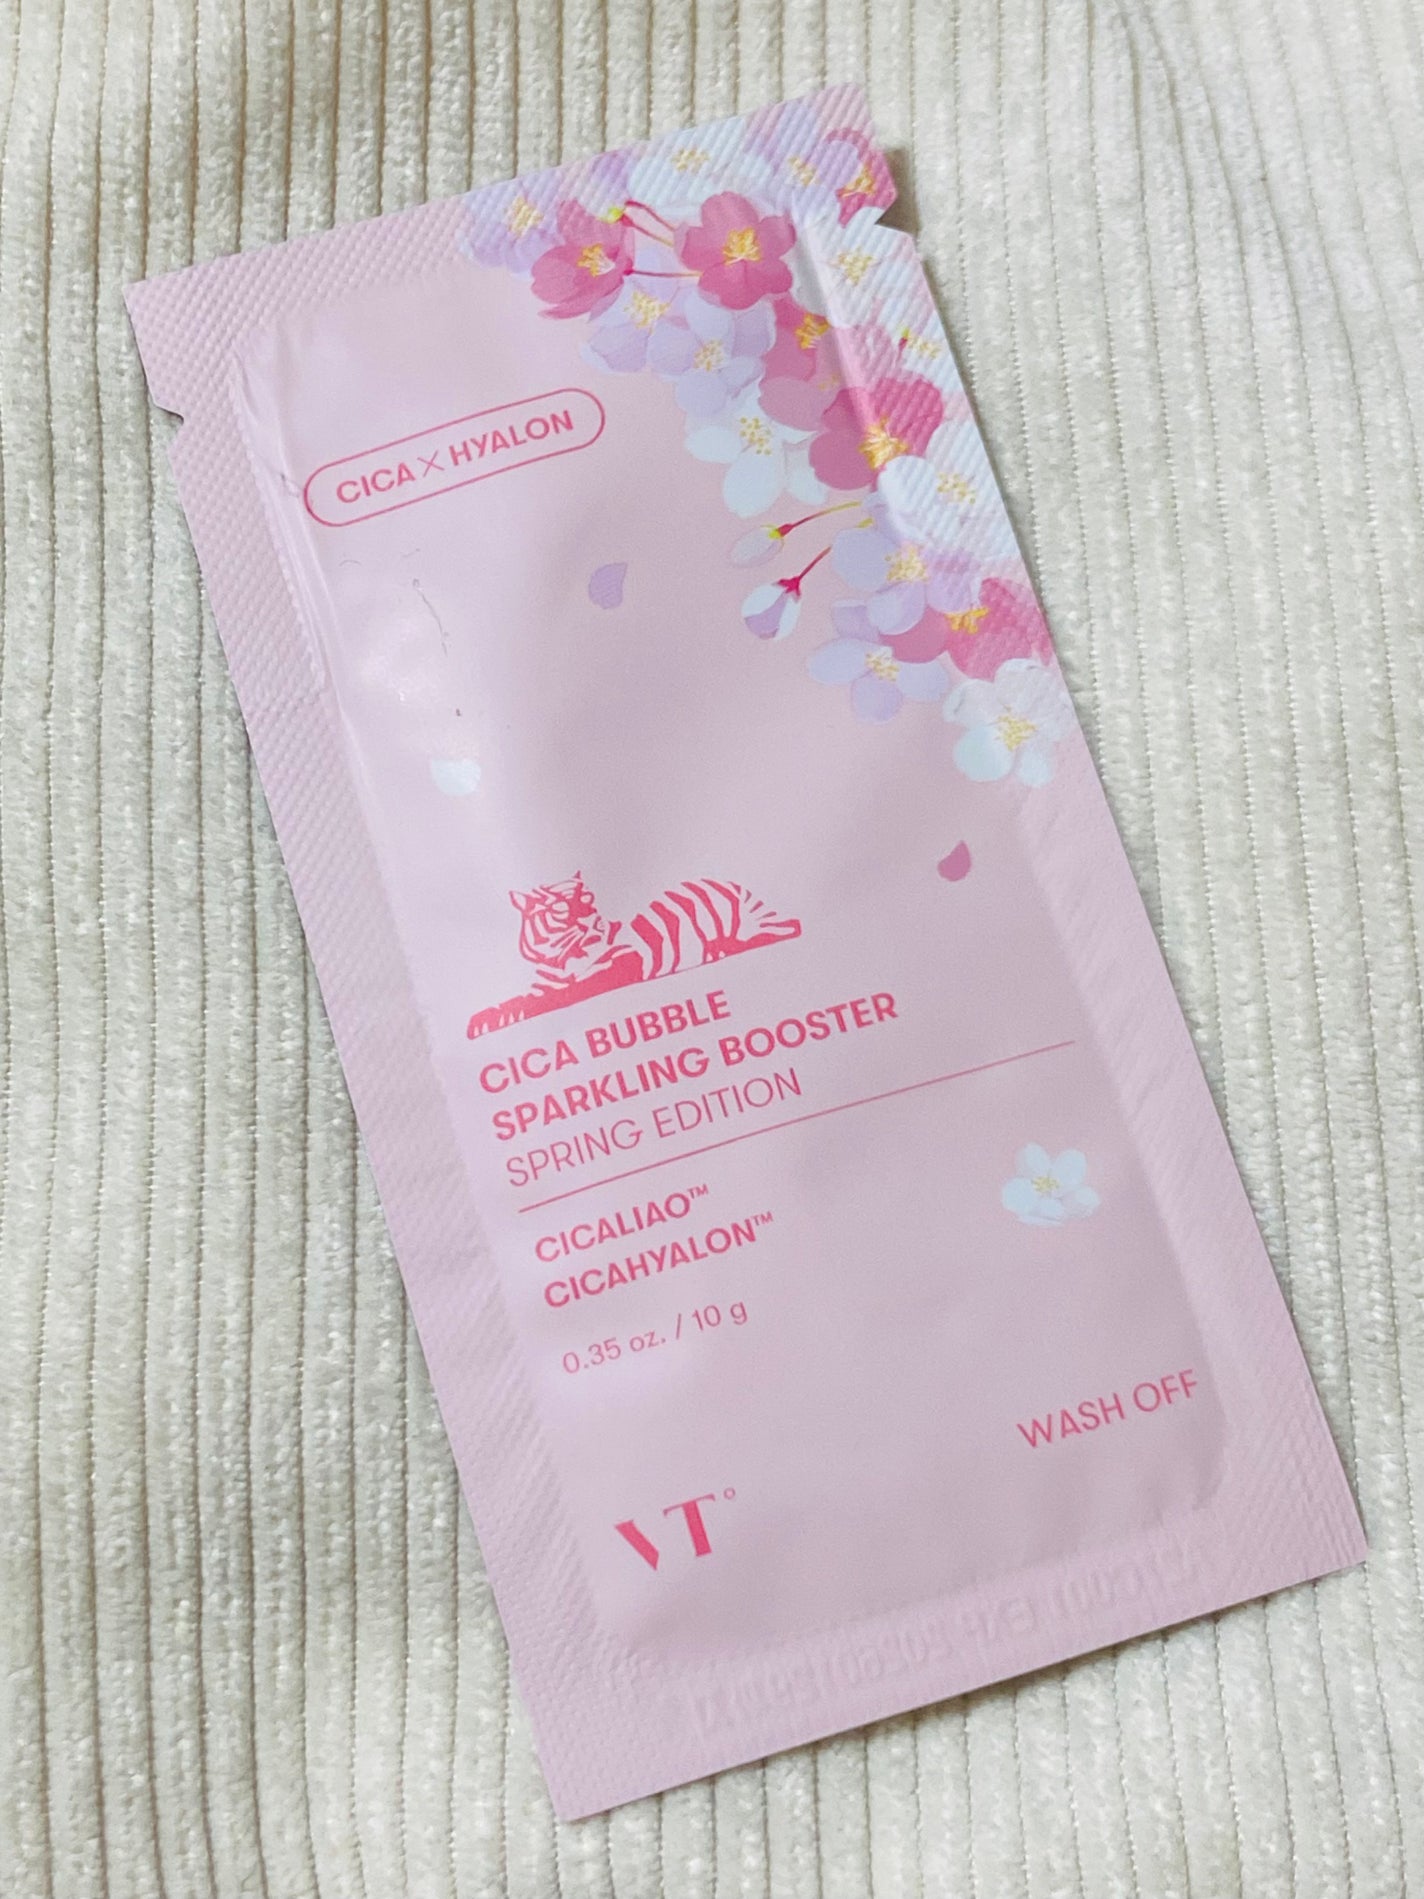 CICA X HYALON
CICA BUBBLE
SPARKLING BOOSTER
SPRING EDITION
CICALIAO™
CICAHYALON™
0.35 oz. / 10 g
WASH OFF
VT